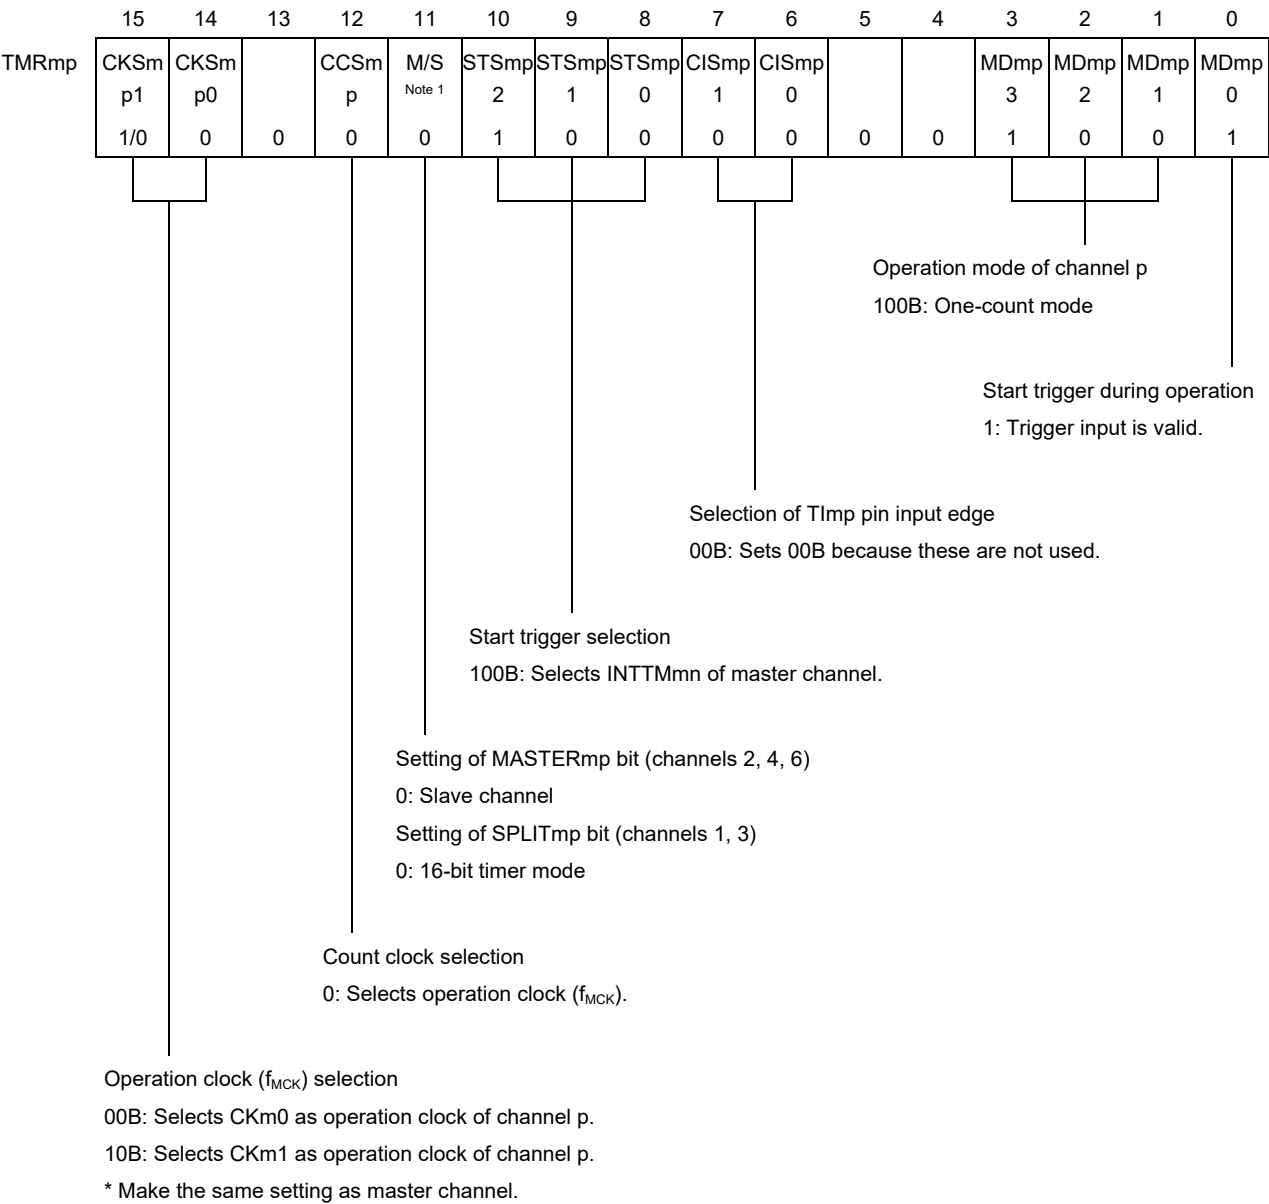 15 14 13 12 11 10 9 8 7 6 5 4 3 2 1 0
TMRmp CKSm CKSm CCSm M/S STSmp STSmp STSmp CISmp CISmp MDmp MDmp MDmp MDmp
p1 p0 p Note 1 2 1 0 1 0 3 2 1 0
1/0 0 0 0 0 1 0 0 0 0 0 0 1 0 0 1
Operation mode of channel p
100B: One-count mode
Start trigger during operation
1: Trigger input is valid.
Selection of TImp pin input edge
00B: Sets 00B because these are not used.
Start trigger selection
100B: Selects INTTMmn of master channel.
Setting of MASTERmp bit (channels 2, 4, 6)
0: Slave channel
Setting of SPLITmp bit (channels 1, 3)
0: 16-bit timer mode
Count clock selection
0: Selects operation clock (fMCK).
Operation clock (fMCK) selection
00B: Selects CKm0 as operation clock of channel p.
10B: Selects CKm1 as operation clock of channel p.
* Make the same setting as master channel.